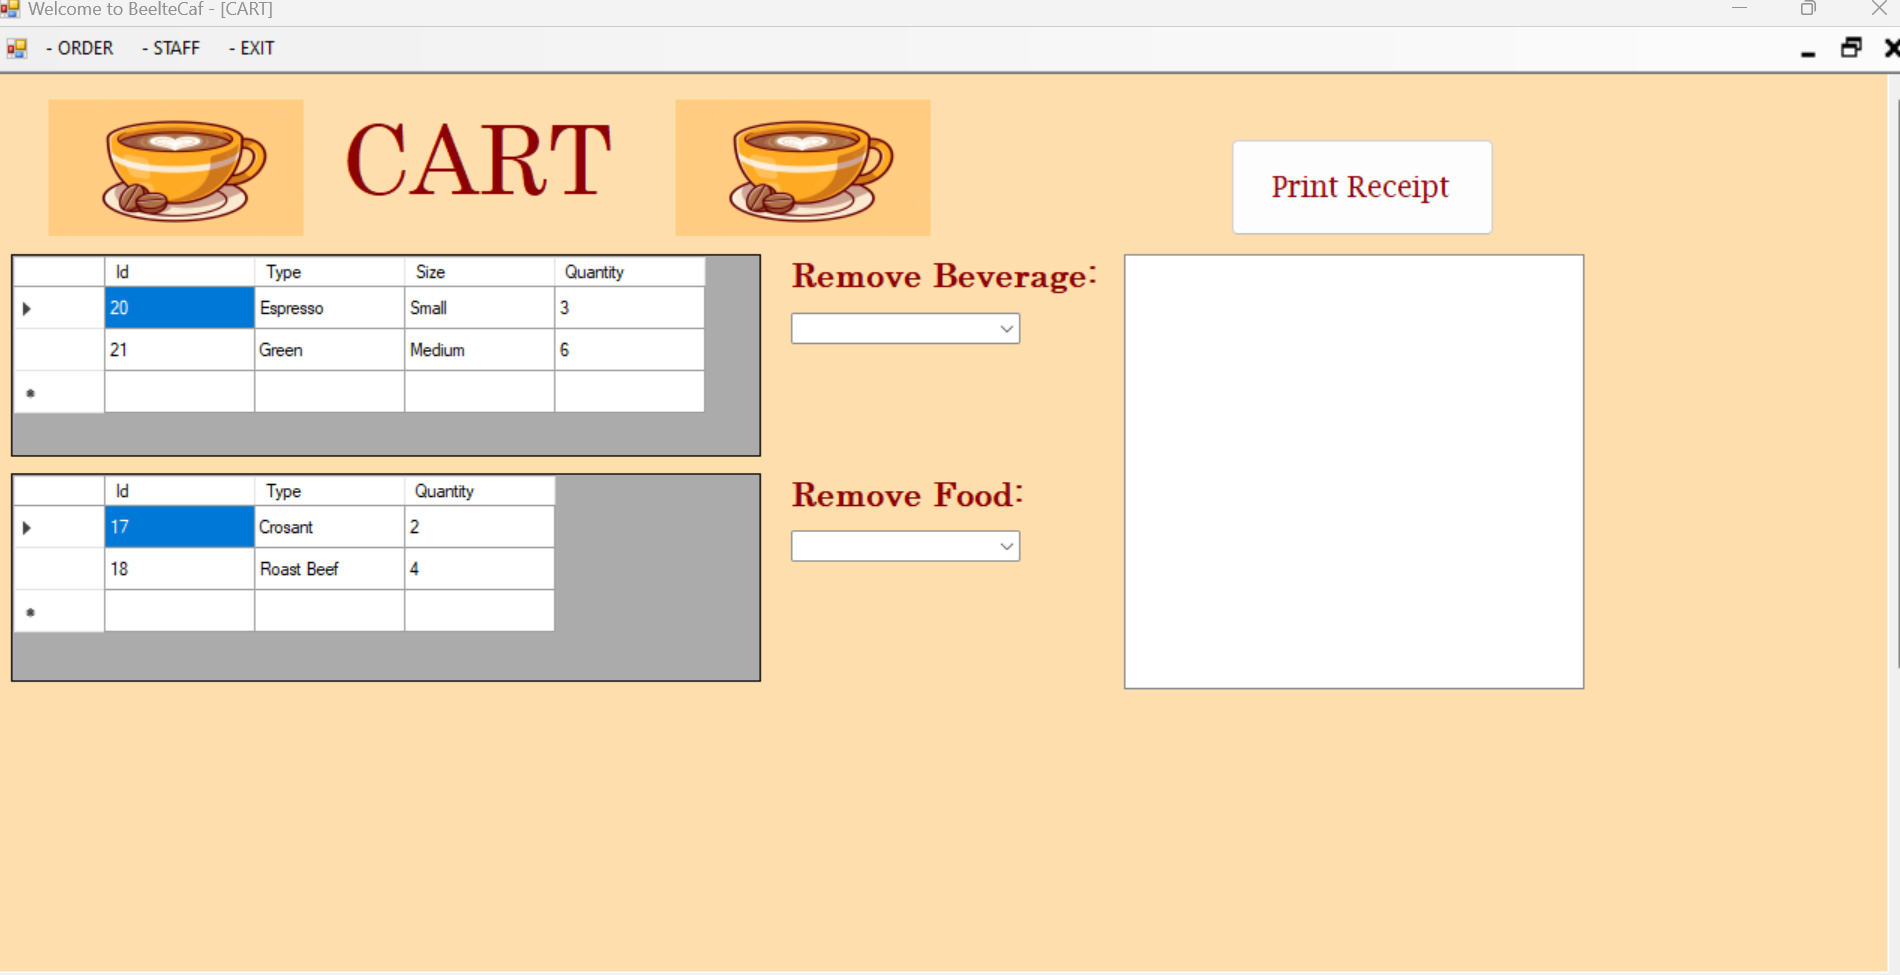 Welcome to BeelteCaf - [CART]
- ORDER - STAFF - EXIT
CART
Print Receipt
Id Type Size Quantity
20 Espresso Small 3
21 Green Medium 6
Remove Beverage:
Id Type Quantity
17 Crosant 2
18 Roast Beef 4
Remove Food: